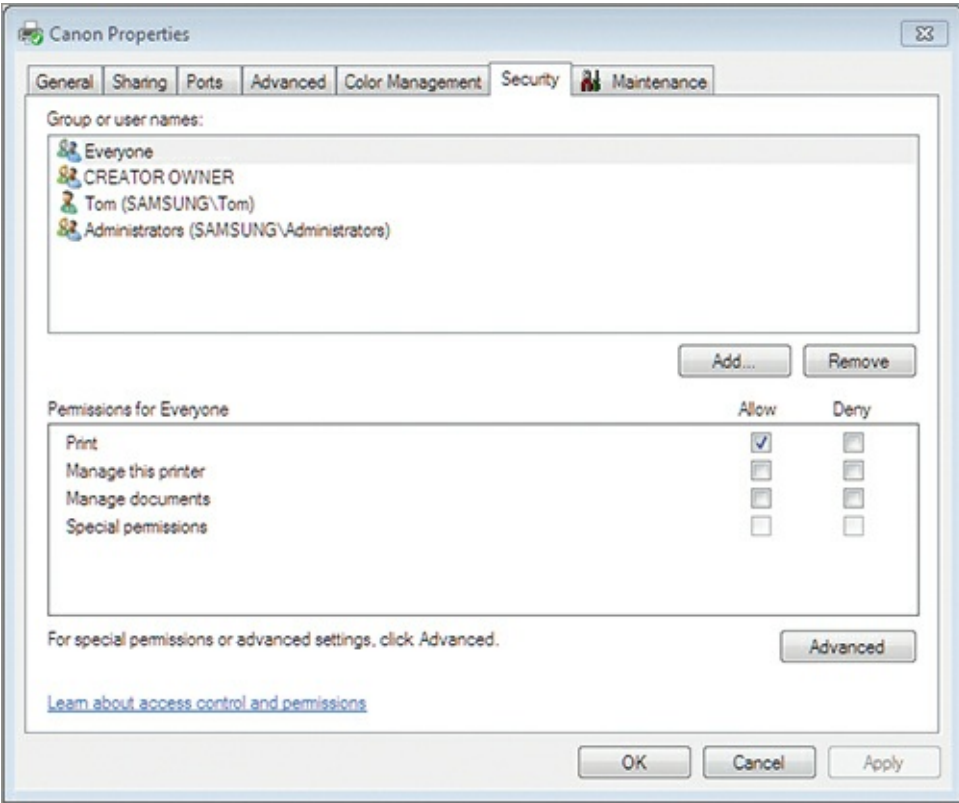 Canon Properties
General Sharing Ports Advanced Color Management Security Maintenance
Group or user names:
Everyone
CREATOR OWNER
Tom (SAMSUNG\Tom)
Administrators (SAMSUNG\Administrators)
Add... Remove
Permissions for Everyone Allow Deny
Print
Manage this printer
Manage documents
Special permissions
For special permissions or advanced settings, click Advanced.
Advanced
Learn about access control and permissions
OK Cancel Apply